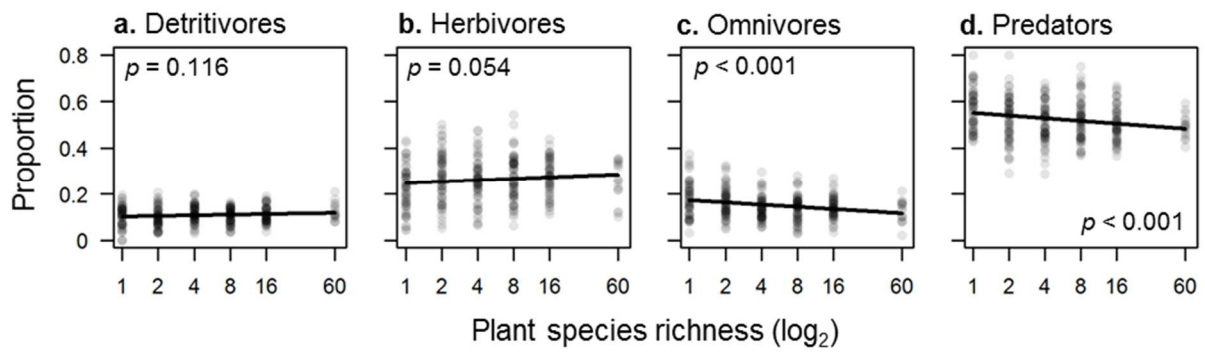 a. Detritivores b. Herbivores c. Omnivores d. Predators
p = 0.116 p = 0.054 p < 0.001
p < 0.001
Proportion
0.8
0.6
0.4
0.2
0
1 2 4 8 16 60 1 2 4 8 16 60 1 2 4 8 16 60 1 2 4 8 16 60
Plant species richness (log₂)